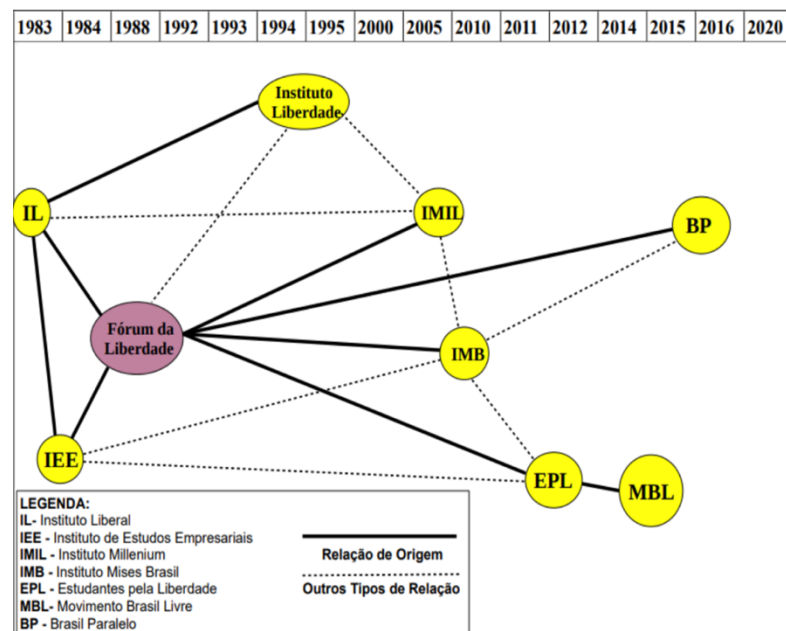 1983 1984 1988 1992 1993 1994 1995 2000 2005 2010 2011 2012 2014 2015 2016 2020
Instituto
Liberdade
IL
IMIL
BP
Fórum da
Liberdade
IMB
IEE
EPL
MBL
LEGENDA:
IL- Instituto Liberal
IEE - Instituto de Estudos Empresariais
IMIL - Instituto Millenium
IMB - Instituto Mises Brasil
EPL - Estudantes pela Liberdade
MBL- Movimento Brasil Livre
BP - Brasil Paralelo
Relação de Origem
Outros Tipos de Relação